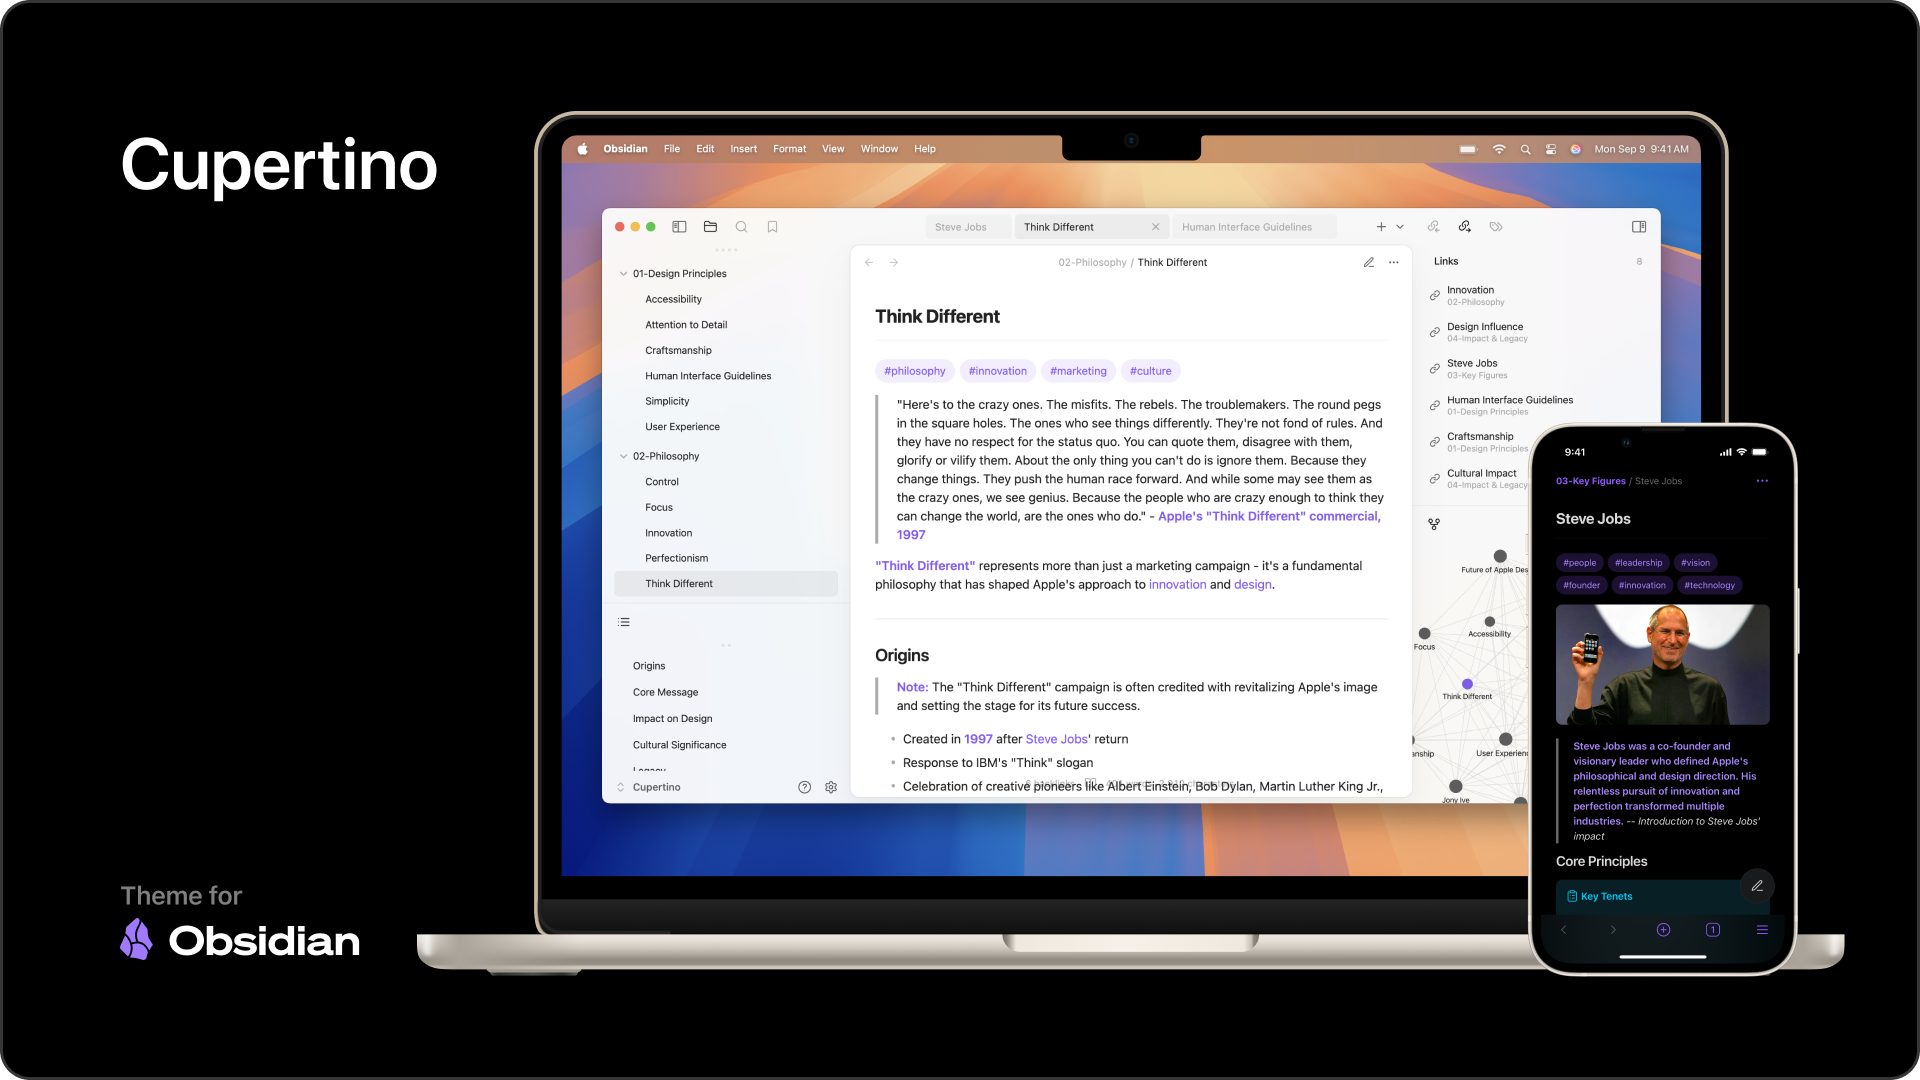 Cupertino
Theme for
Obsidian
Obsidian File Edit Insert Format View Window Help
Mon Sep 9 9:41 AM
Steve Jobs
Think Different
Human Interface Guidelines
01-Design Principles
Accessibility
Attention to Detail
Craftsmanship
Human Interface Guidelines
Simplicity
User Experience
02-Philosophy
Control
Focus
Innovation
Perfectionism
Think Different
Origins
Core Message
Impact on Design
Cultural Significance
Legacy
Cupertino
02-Philosophy / Think Different
Think Different
#philosophy #innovation #marketing #culture
"Here's to the crazy ones. The misfits. The rebels. The troublemakers. The round pegs
in the square holes. The ones who see things differently. They're not fond of rules. And
they have no respect for the status quo. You can quote them, disagree with them,
glorify or vilify them. About the only thing you can't do is ignore them. Because they
change things. They push the human race forward. And while some may see them as
the crazy ones, we see genius. Because the people who are crazy enough to think they
can change the world, are the ones who do." - Apple's "Think Different" commercial,
1997
"Think Different" represents more than just a marketing campaign - it's a fundamental
philosophy that has shaped Apple's approach to innovation and design.
Origins
Note: The "Think Different" campaign is often credited with revitalizing Apple's image
and setting the stage for its future success.
• Created in 1997 after Steve Jobs' return
• Response to IBM's "Think" slogan
• Celebration of creative pioneers like Albert Einstein, Bob Dylan, Martin Luther King Jr.,
Links 8
Innovation
02-Philosophy
Design Influence
04-Impact & Legacy
Steve Jobs
03-Key Figures
Human Interface Guidelines
01-Design Principles
Craftsmanship
01-Design Principles
Cultural Impact
04-Impact & Legacy
Future of Apple Des
Accessibility
Focus
Think Different
nship
User Experien
Jony Ive
9:41
03-Key Figures / Steve Jobs
Steve Jobs
#people #leadership #vision
#founder #innovation #technology
Steve Jobs was a co-founder and
visionary leader who defined Apple's
philosophical and design direction. His
relentless pursuit of innovation and
perfection transformed multiple
industries. -- Introduction to Steve Jobs'
impact
Core Principles
Key Tenets
1